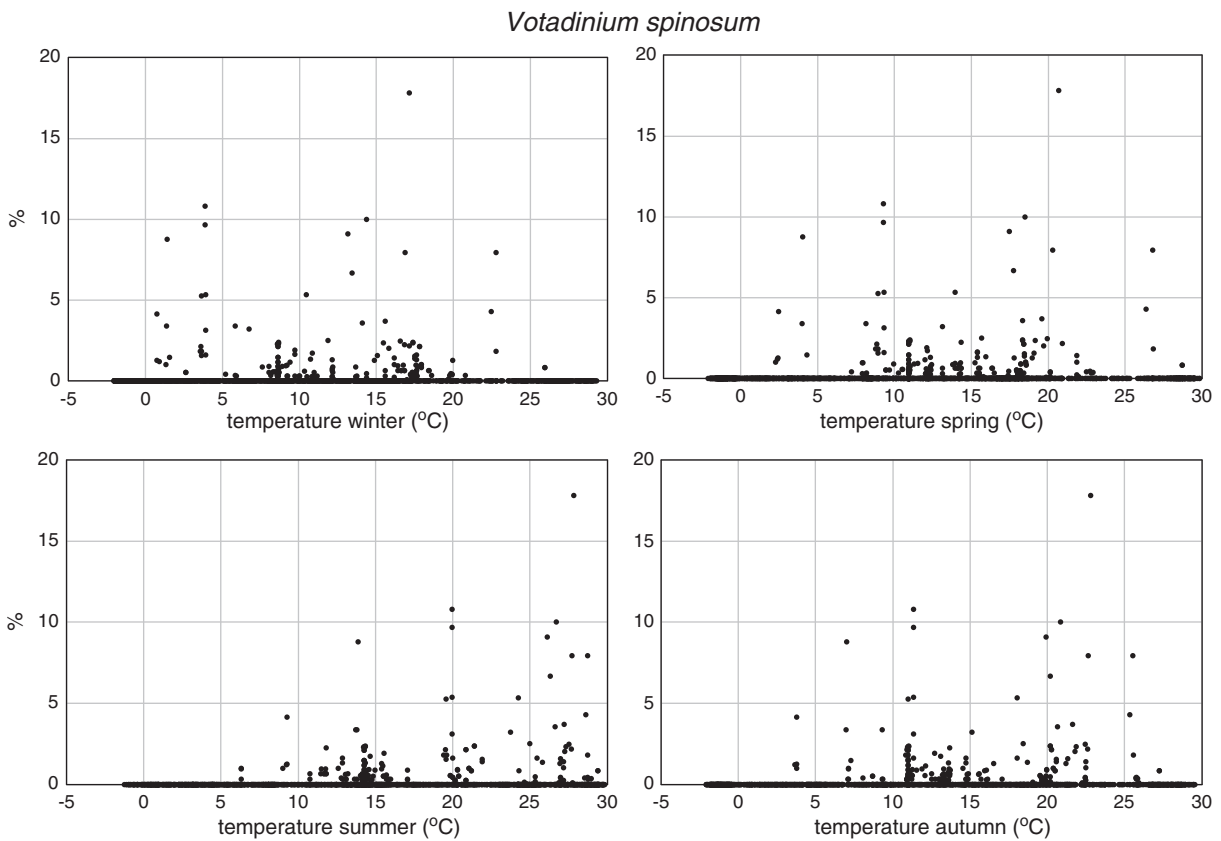 Votadinium spinosum
20
15
10
5
0
%
-5 0 5 10 15 20 25 30
temperature winter (°C)
20
15
10
5
0
-5 0 5 10 15 20 25 30
temperature spring (°C)
20
15
10
5
0
%
-5 0 5 10 15 20 25 30
temperature summer (°C)
20
15
10
5
0
-5 0 5 10 15 20 25 30
temperature autumn (°C)